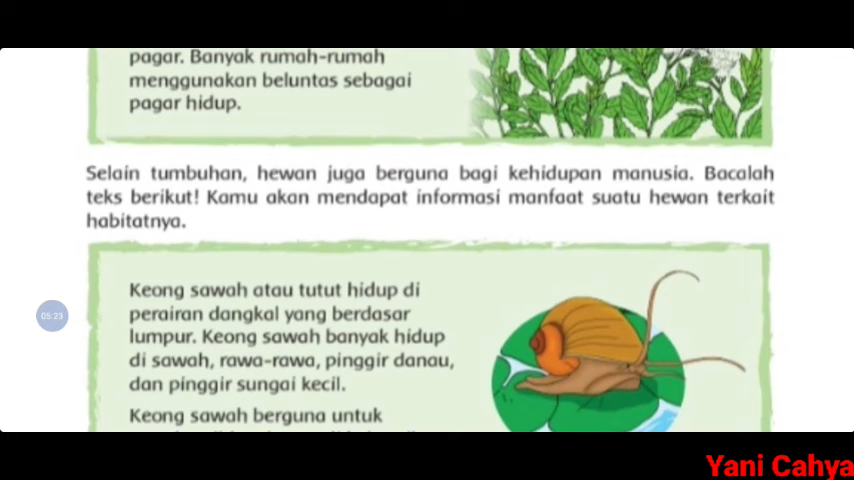 pagar. Banyak rumah-rumah
menggunakan beluntas sebagai
pagar hidup.
Selain tumbuhan, hewan juga berguna bagi kehidupan manusia. Bacalah
teks berikut! Kamu akan mendapat informasi manfaat suatu hewan terkait
habitatnya.
Keong sawah atau tutut hidup di
perairan dangkal yang berdasar
lumpur. Keong sawah banyak hidup
di sawah, rawa-rawa, pinggir danau,
dan pinggir sungai kecil.
Keong sawah berguna untuk
05:23
Yani Cahya